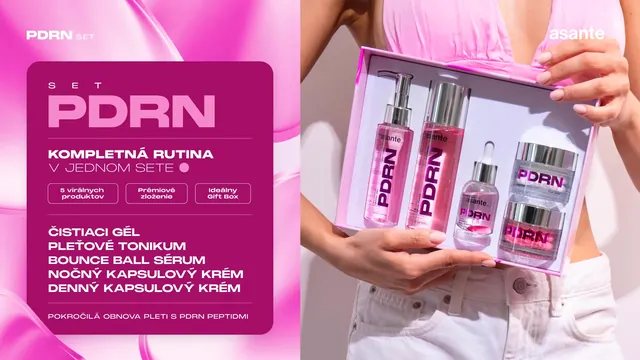 PDRN SET
SET
PDRN
KOMPLETNÁ RUTINA
V JEDNOM SETE
5 virálnych
produktov
Prémiové
zloženie
Ideálny
Gift Box
ČISTIACI GÉL
PLEŤOVÉ TONIKUM
BOUNCE BALL SÉRUM
NOČNÝ KAPSULOVÝ KRÉM
DENNÝ KAPSULOVÝ KRÉM
POKROČILÁ OBNOVA PLETI S PDRN PEPTIDMI
asante
asante
PDRN
asante
PDRN
asante
PDRN
PDRN
PDRN